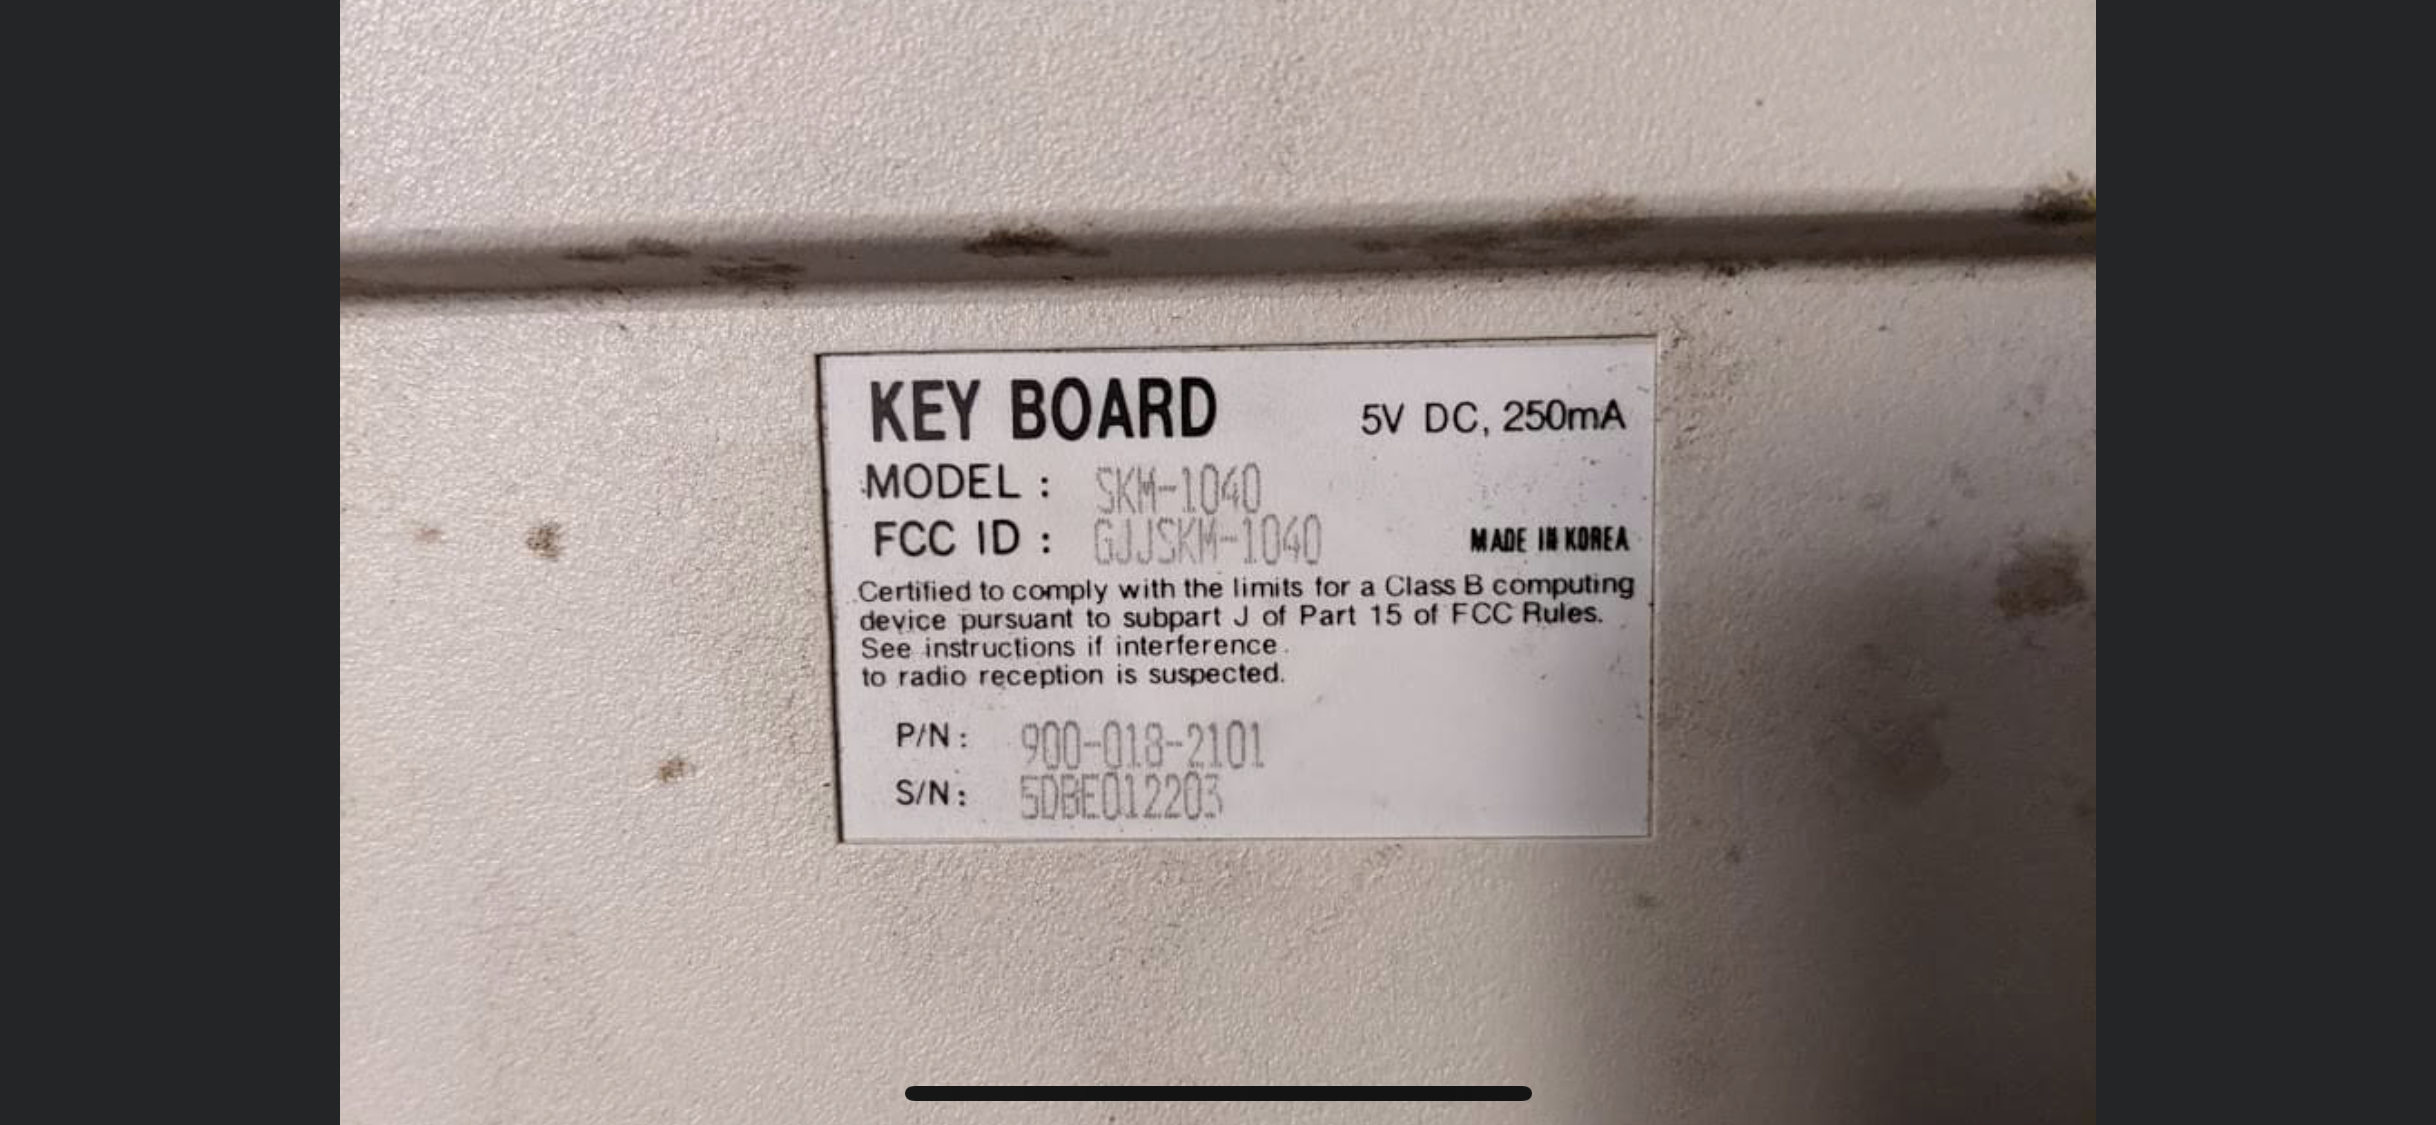 KEY BOARD 5V DC, 250mA
MODEL : SKM-1040
FCC ID : GJJSKM-1040 MADE IN KOREA
Certified to comply with the limits for a Class B computing
device pursuant to subpart J of Part 15 of FCC Rules.
See instructions if interference
to radio reception is suspected.
P/N : 900-018-2101
S/N : 5DBE012203